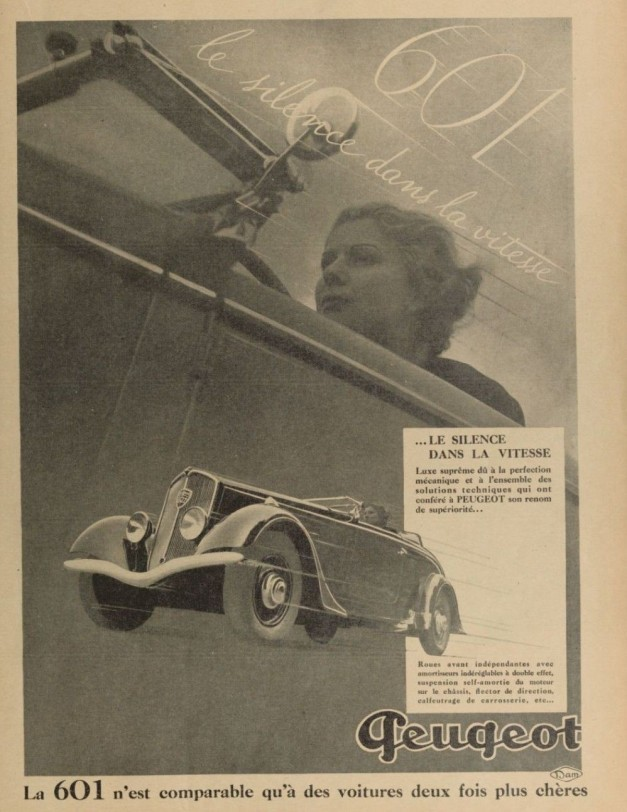 601
le silence dans la vitesse
...LE SILENCE
DANS LA VITESSE
Luxe suprême dû à la perfection
mécanique et à l'ensemble des
solutions techniques qui ont
conféré à PEUGEOT son renom
de supériorité...
Roues avant indépendantes avec
amortisseurs indéréglables à double effet,
suspension self-amortie du moteur
sur le châssis, flector de direction,
calfeutrage de carrosserie, etc...
Peugeot
Dam
La 601 n'est comparable qu'à des voitures deux fois plus chères